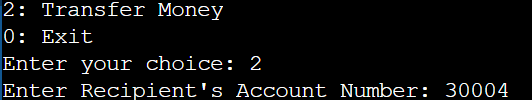 2: Transfer Money
0: Exit
Enter your choice: 2
Enter Recipient's Account Number: 30004